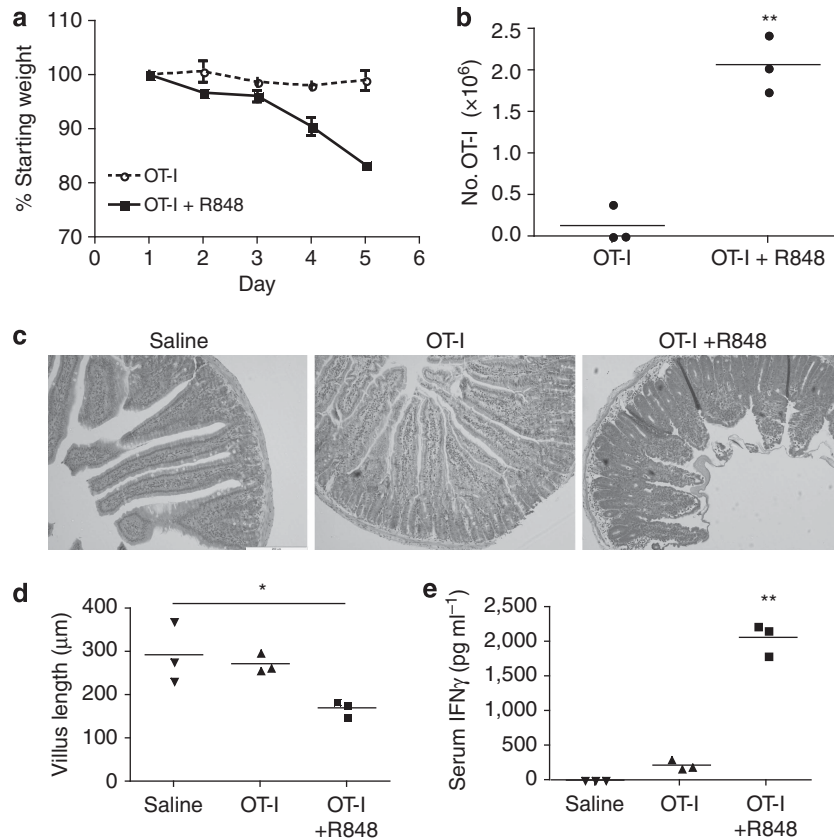 a
110
100
90
80
70
% Starting weight
OT-I
OT-I + R848
0 1 2 3 4 5 6
Day
b
**
2.5
2.0
1.5
1.0
0.5
0.0
No. OT-I (×10⁶)
OT-I OT-I + R848
c
Saline OT-I OT-I +R848
d
*
400
300
200
100
0
Villus length (μm)
Saline OT-I OT-I
+R848
e
**
2,500
2,000
1,500
1,000
500
0
Serum IFNγ (pg ml⁻¹)
Saline OT-I OT-I
+R848